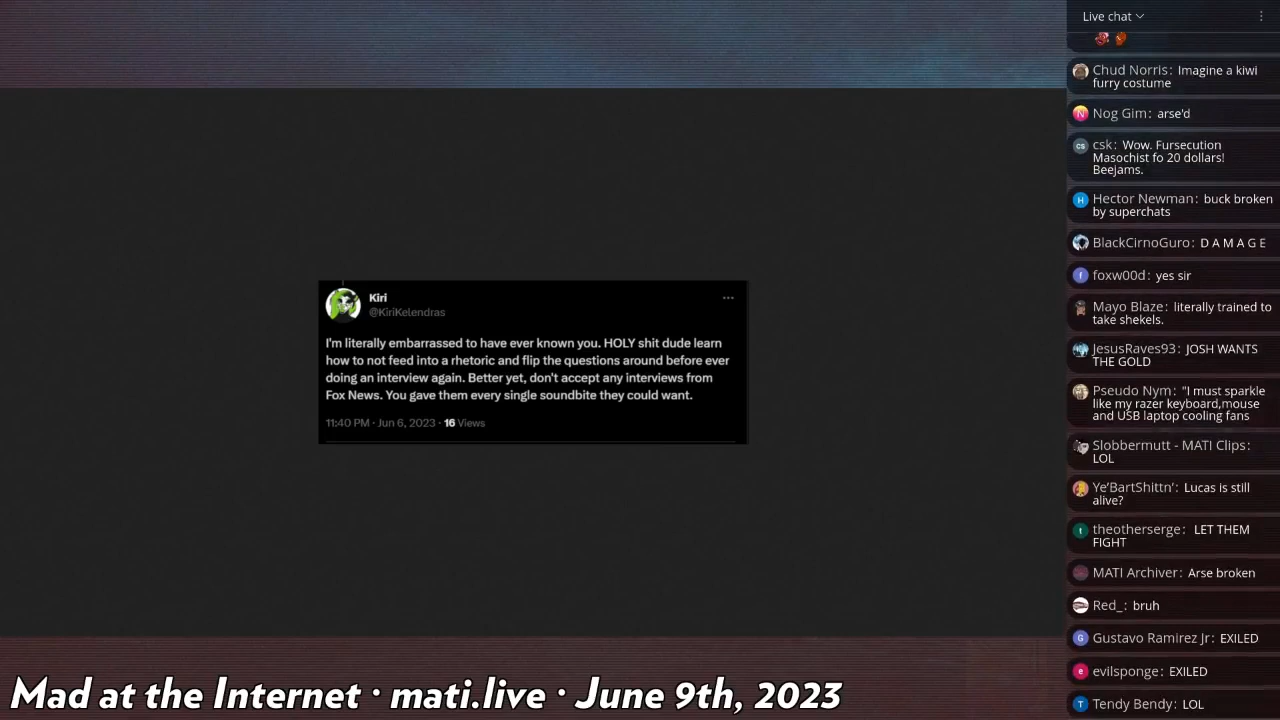 Kiri
@KiriKelendras
I'm literally embarrassed to have ever known you. HOLY shit dude learn
how to not feed into a rhetoric and flip the questions around before ever
doing an interview again. Better yet, don't accept any interviews from
Fox News. You gave them every single soundbite they could want.
11:40 PM · Jun 6, 2023 · 16 Views
Mad at the Internet · mati.live · June 9th, 2023
Live chat
Chud Norris: Imagine a kiwi
furry costume
N
Nog Gim: arse'd
cs
csk: Wow. Fursecution
Masochist fo 20 dollars!
Beejams.
H
Hector Newman: buck broken
by superchats
BlackCirnoGuro: D A M A G E
f
foxw00d: yes sir
Mayo Blaze: literally trained to
take shekels.
JesusRaves93: JOSH WANTS
THE GOLD
Pseudo Nym: "I must sparkle
like my razer keyboard,mouse
and USB laptop cooling fans
Slobbermutt - MATI Clips:
LOL
Ye'BartShittn': Lucas is still
alive?
t
theotherserge: LET THEM
FIGHT
MATI Archiver: Arse broken
Red_: bruh
G
Gustavo Ramirez Jr: EXILED
e
evilsponge: EXILED
T
Tendy Bendy: LOL